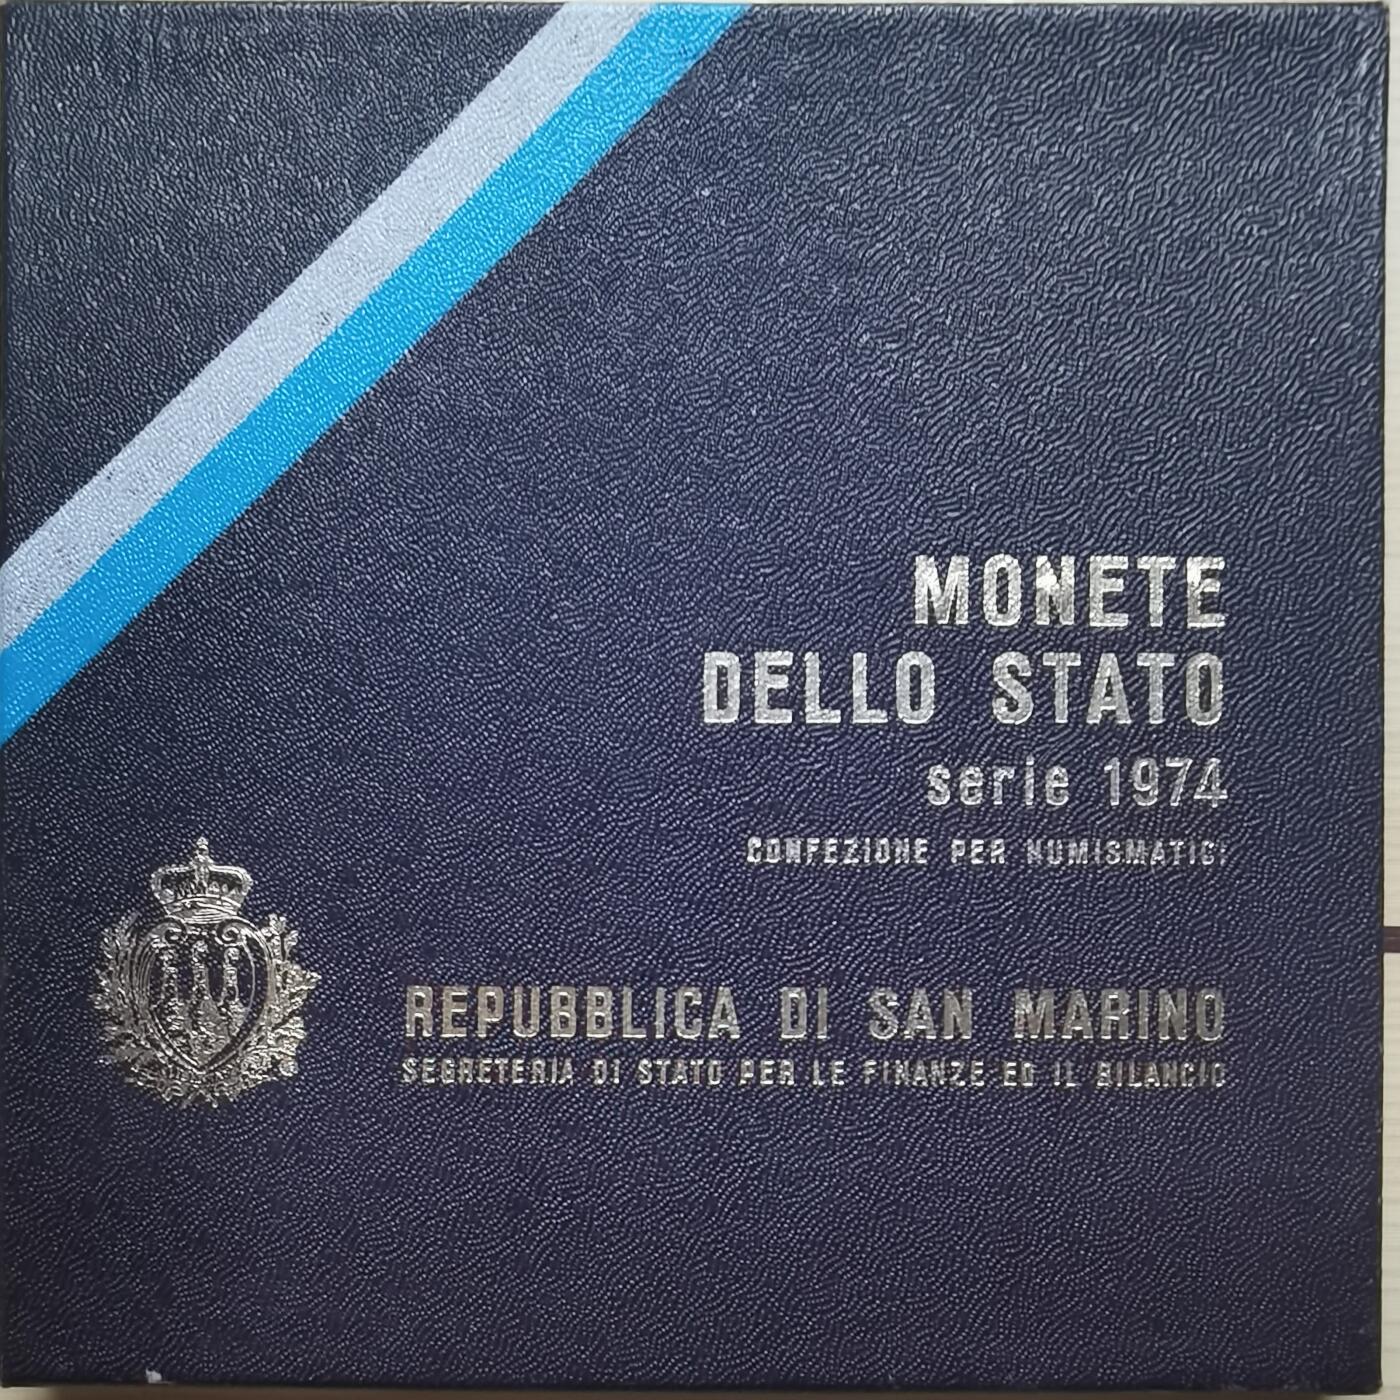 MONETE
DELLO STATO
serie 1974
CONFEZIONE PER NUMISMATICI
REPUBBLICA DI SAN MARINO
SEGRETERIA DI STATO PER LE FINANZE ED IL BILANCIO